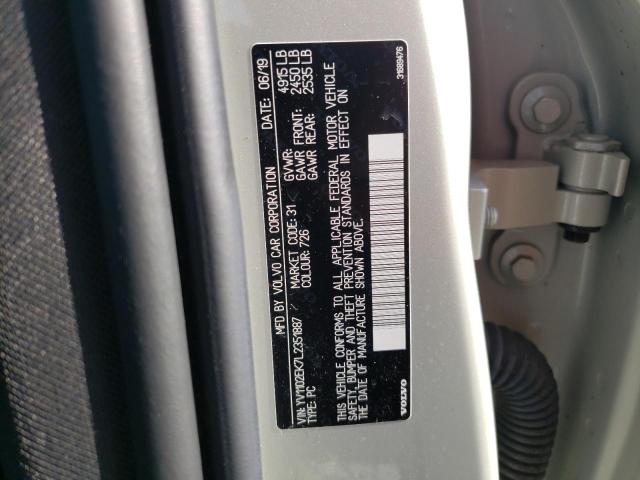 MFD BY VOLVO CAR CORPORATION DATE: 06/19
GVWR: 4915 LB
MARKET CODE: 31 GAWR FRONT: 2450 LB
COLOUR: 726 GAWR REAR: 2535 LB
VIN: YV1102EK7L2351887
TYPE: PC
THIS VEHICLE CONFORMS TO ALL APPLICABLE FEDERAL MOTOR VEHICLE
SAFETY, BUMPER AND THEFT PREVENTION STANDARDS IN EFFECT ON
THE DATE OF MANUFACTURE SHOWN ABOVE.
VOLVO
31889476